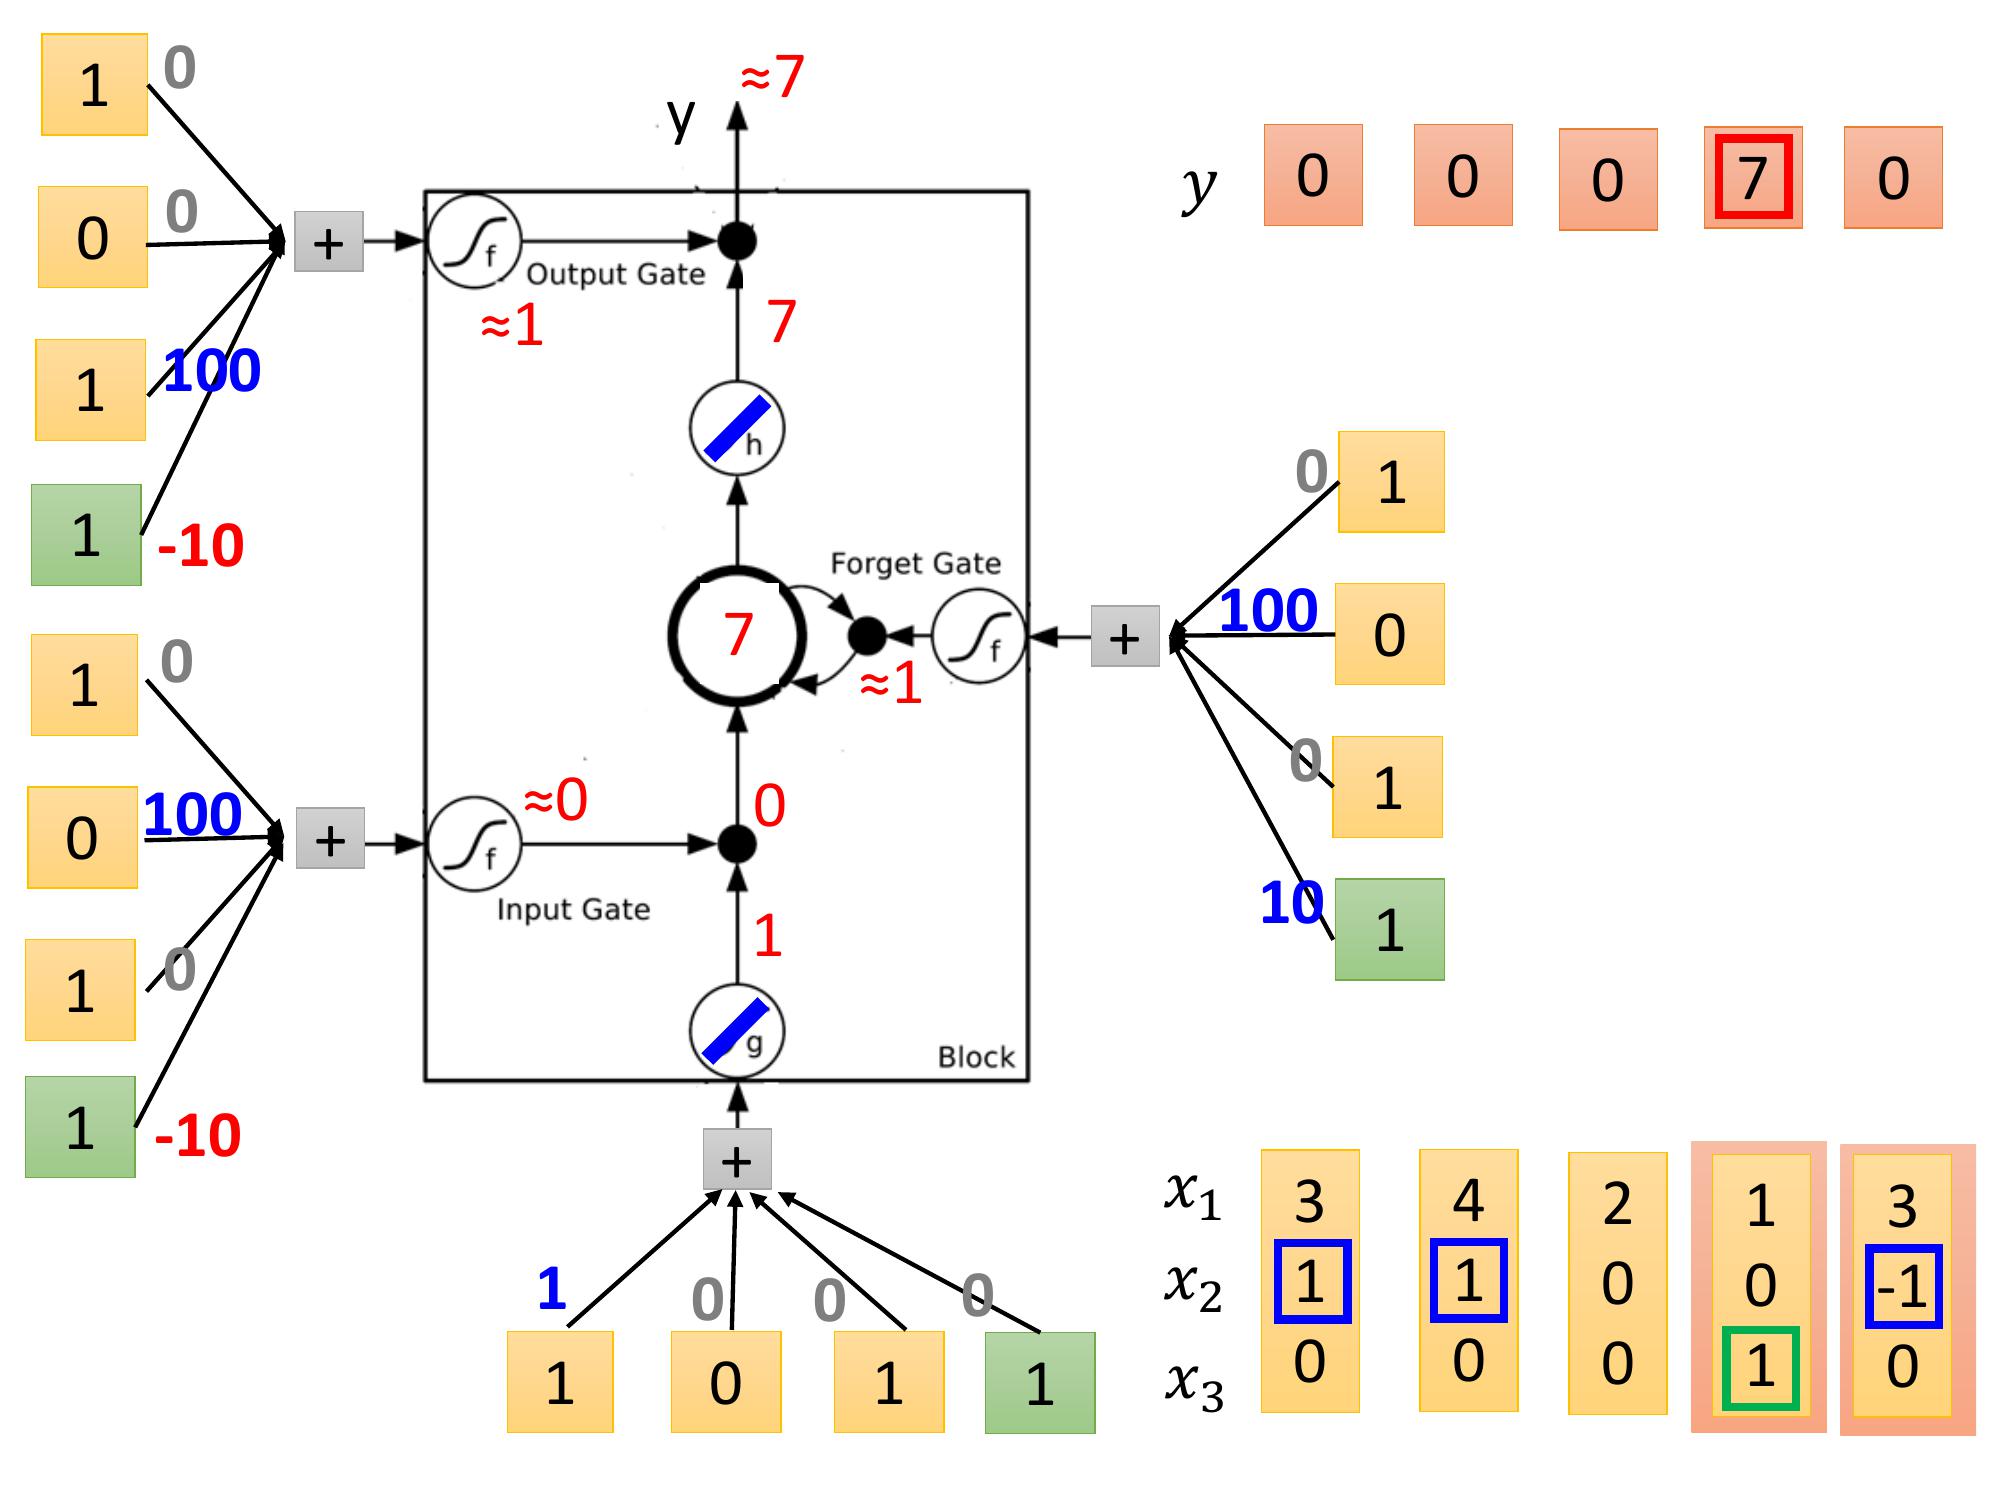 1 0
0 0
1 100
1 -10
+
f
Output Gate
≈1
y ≈7
7
h
7
Forget Gate
f
≈1
+
0 1
100 0
0 1
10 1
1 0
0 100
1 0
1 -10
+
f
≈0
Input Gate
0
1
g
Block
+
1 0 0 0
1 0 1 1
y 0 0 0 7 0
x₁ 3 4 2 1 3
x₂ 1 1 0 0 -1
x₃ 0 0 0 1 0